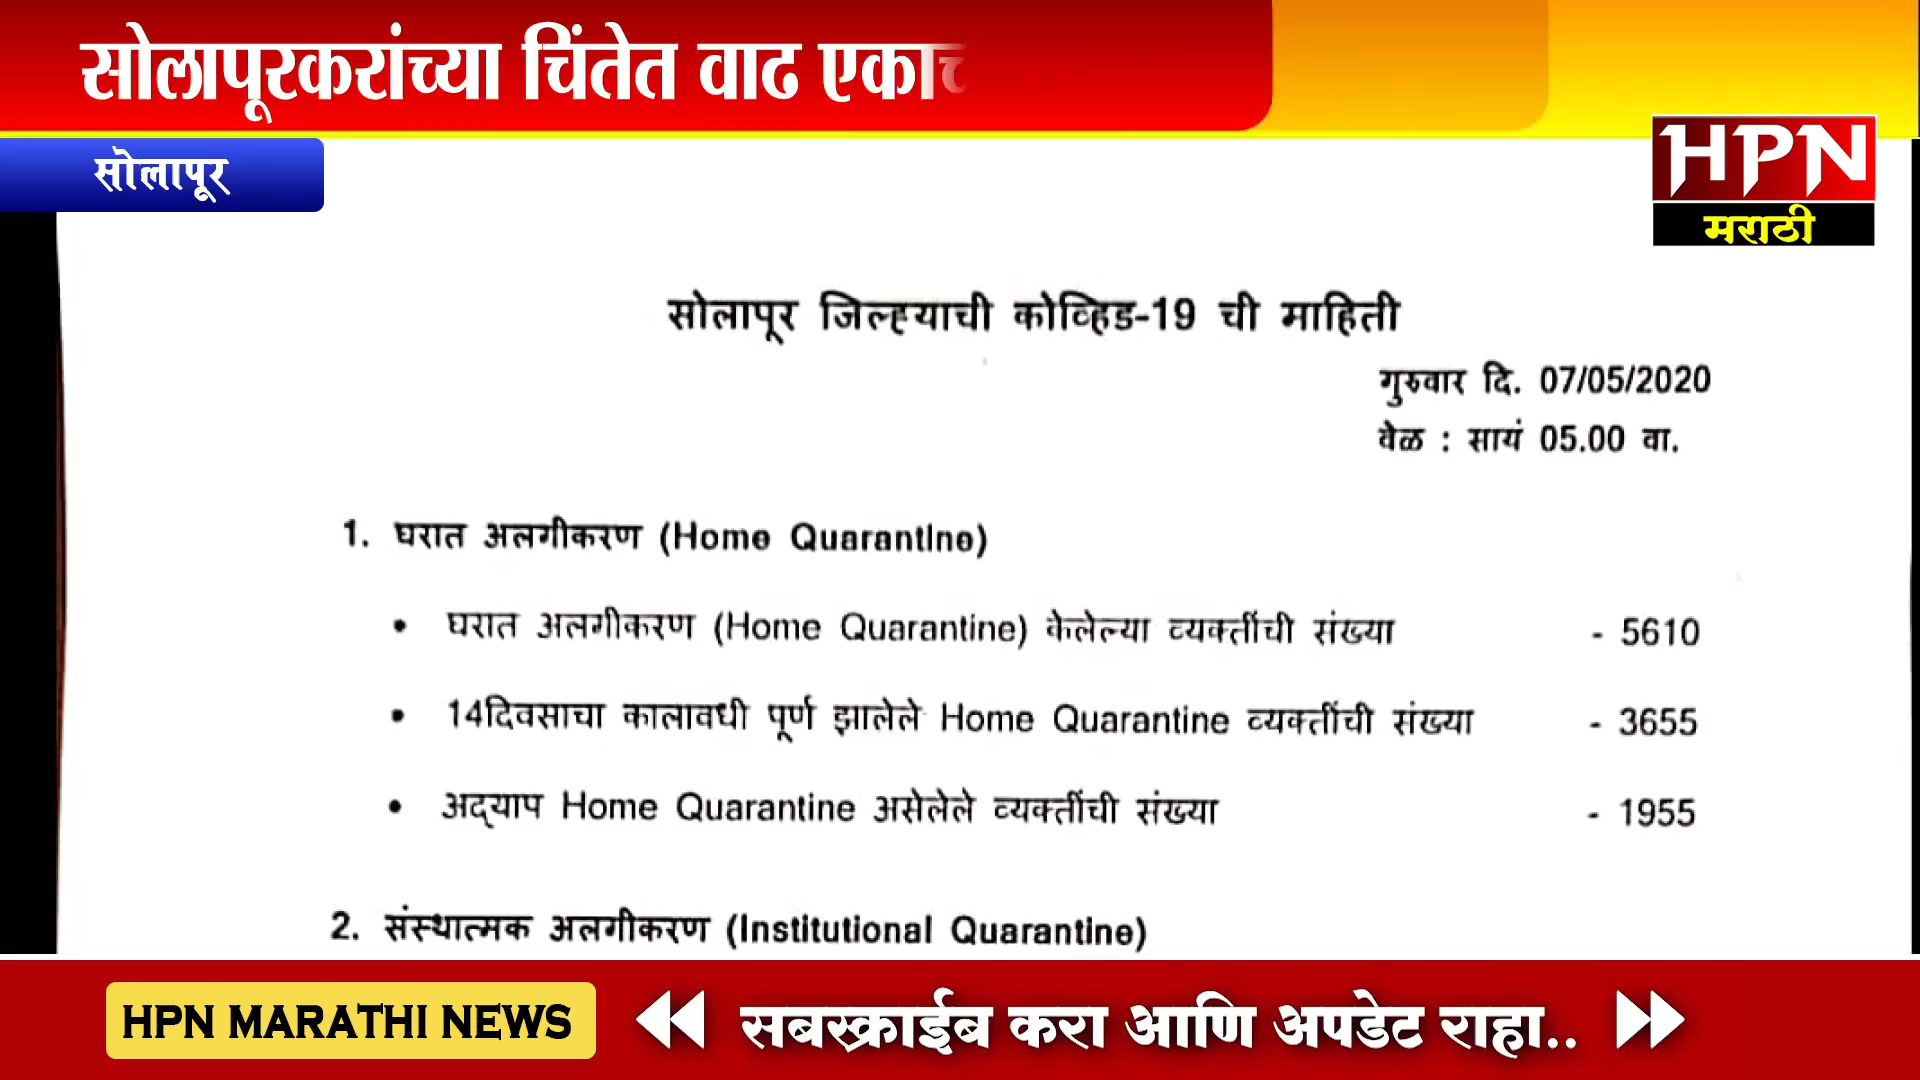 सोलापूरकरांच्या चिंतेत वाढ एकाच
सोलापूर
HPN
मराठी
सोलापूर जिल्ह्याची कोव्हिड-19 ची माहिती
गुरुवार दि. 07/05/2020
वेळ : सायं 05.00 वा.
1. घरात अलगीकरण (Home Quarantine)
• घरात अलगीकरण (Home Quarantine) केलेल्या व्यक्तींची संख्या - 5610
• 14दिवसाचा कालावधी पूर्ण झालेले Home Quarantine व्यक्तींची संख्या - 3655
• अद्याप Home Quarantine असेलेले व्यक्तींची संख्या - 1955
2. संस्थात्मक अलगीकरण (Institutional Quarantine)
HPN MARATHI NEWS सबस्क्राईब करा आणि अपडेट राहा..